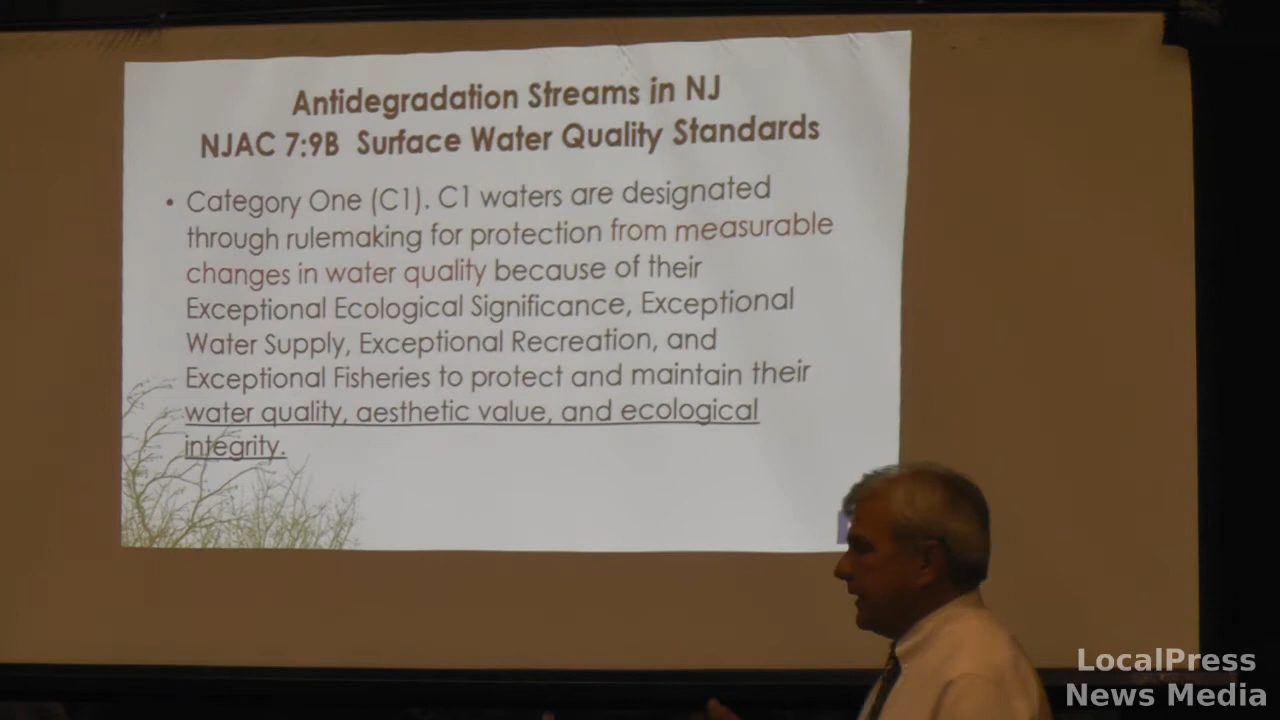 Antidegradation Streams in NJ
NJAC 7:9B Surface Water Quality Standards
• Category One (C1). C1 waters are designated
through rulemaking for protection from measurable
changes in water quality because of their
Exceptional Ecological Significance, Exceptional
Water Supply, Exceptional Recreation, and
Exceptional Fisheries to protect and maintain their
water quality, aesthetic value, and ecological
integrity.
LocalPress
News Media